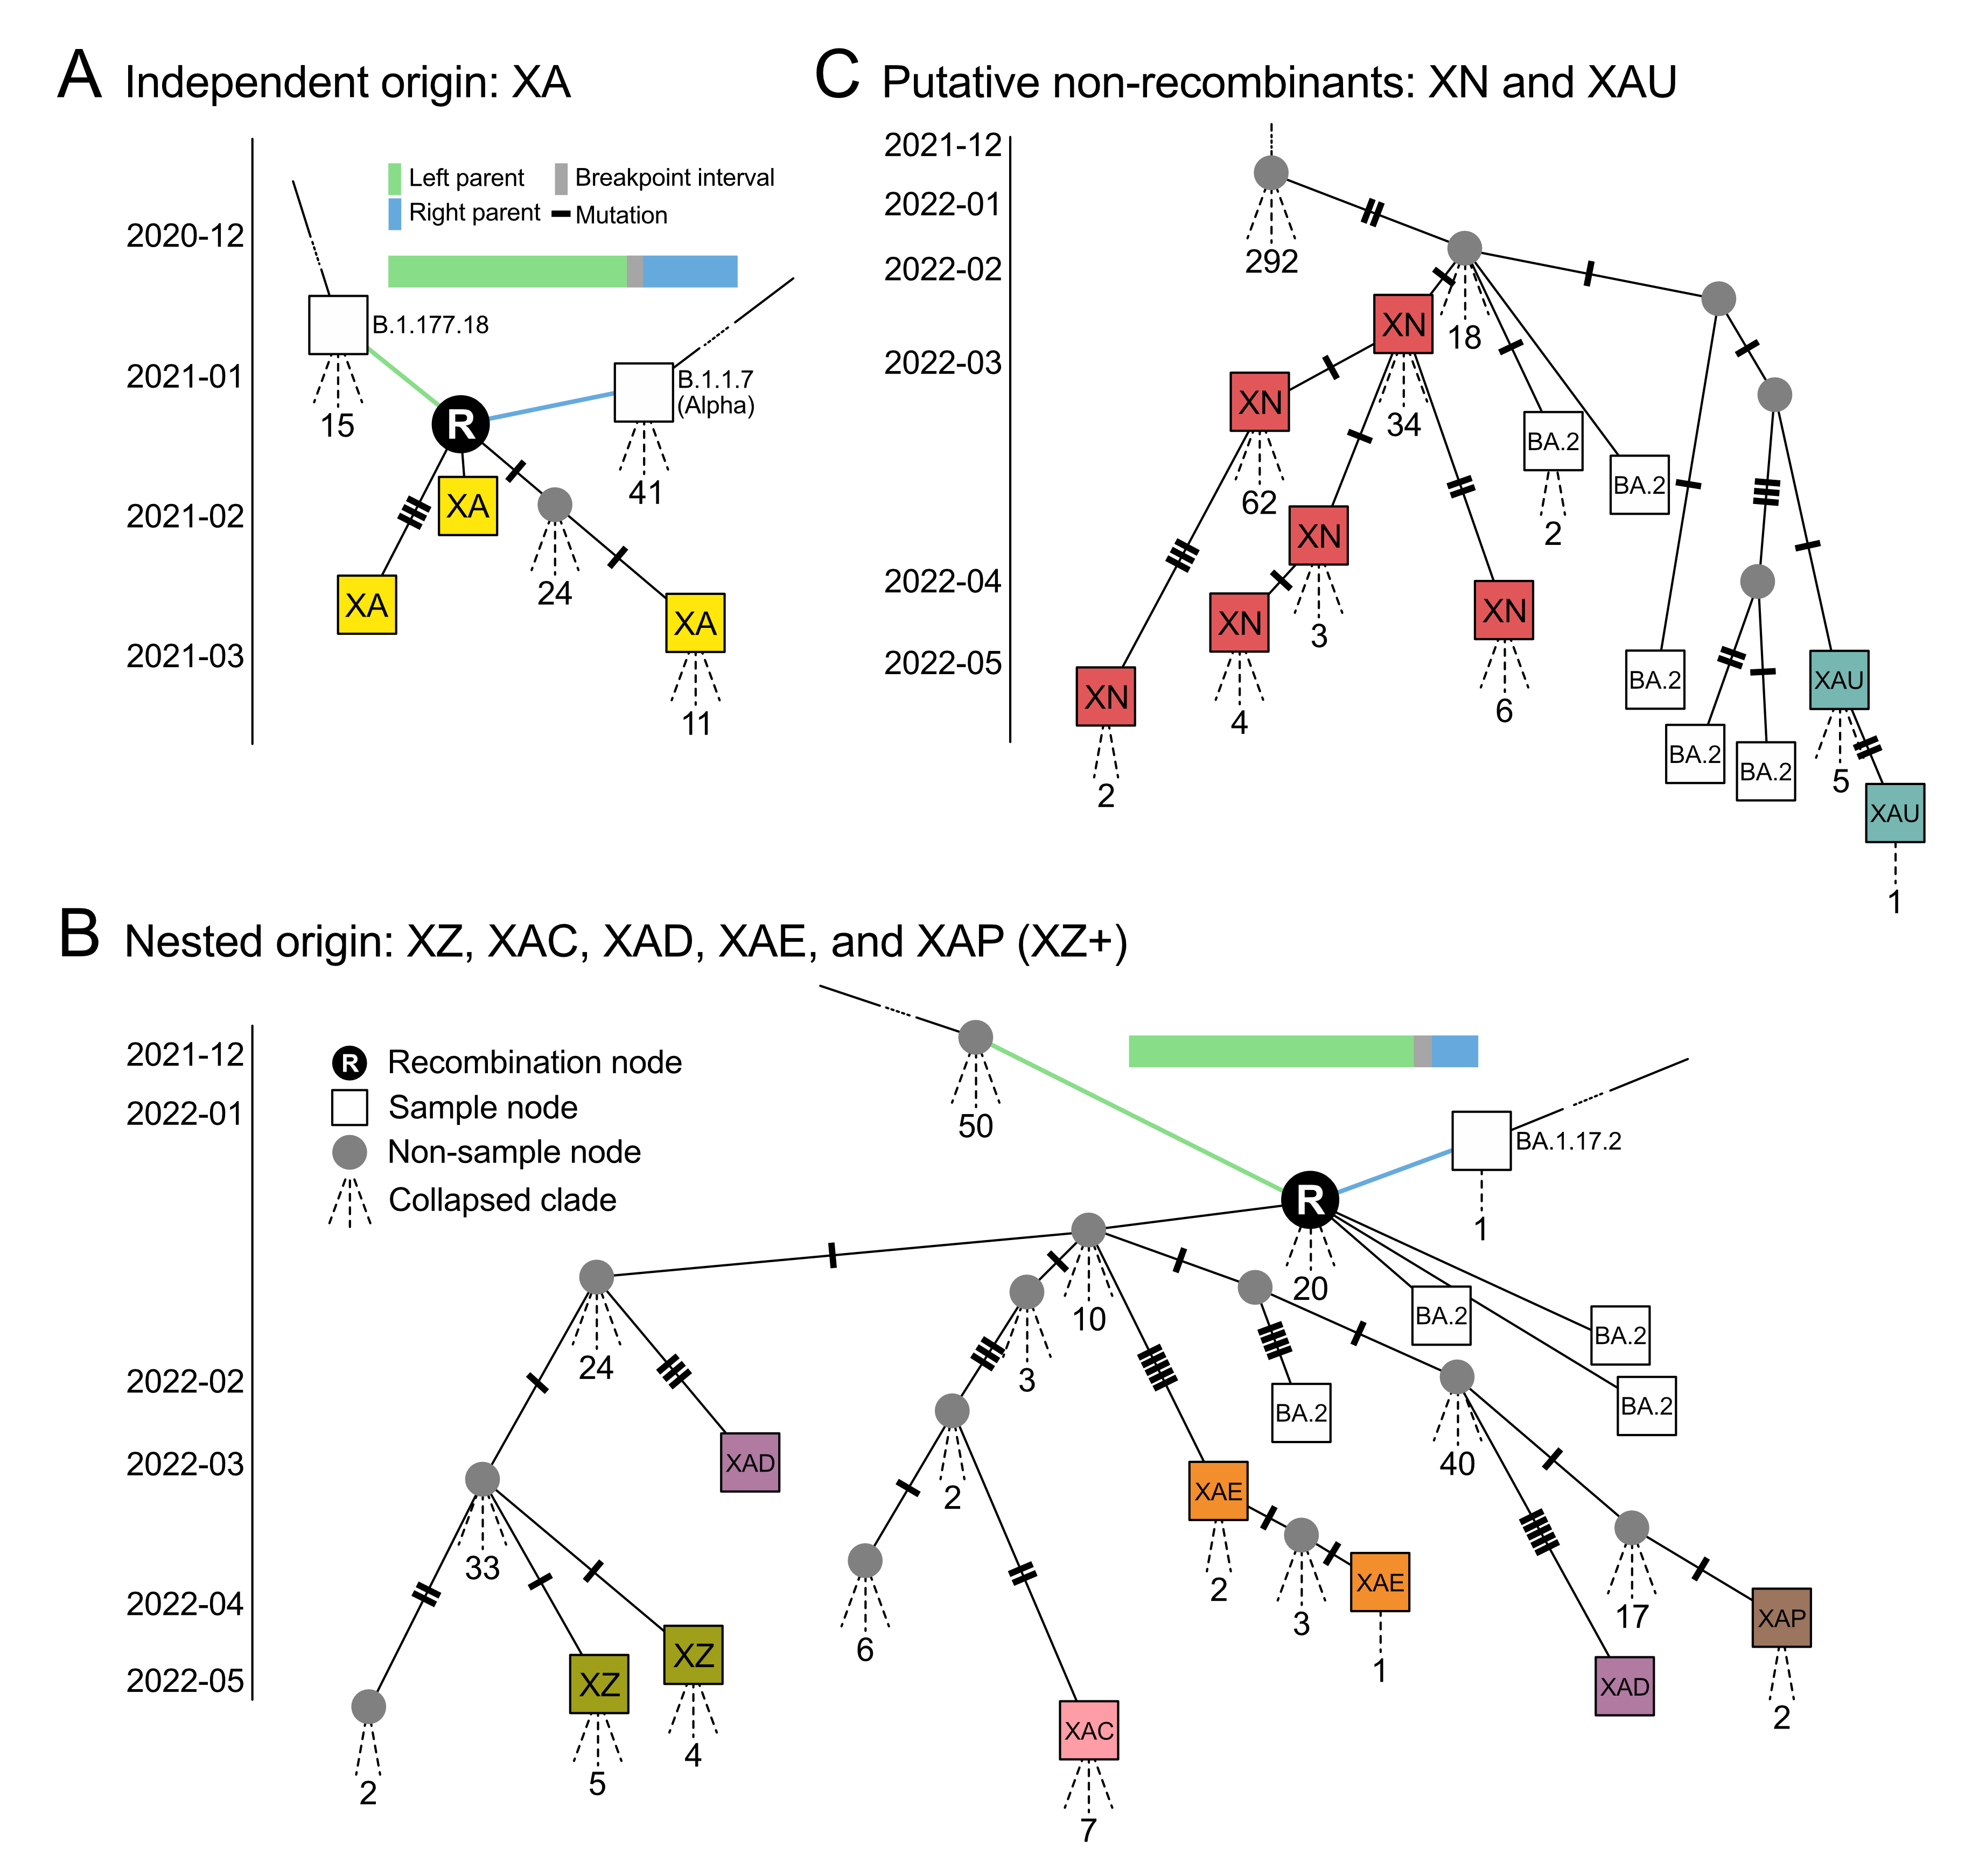 A Independent origin: XA
Left parent
Breakpoint interval
Right parent
Mutation
2020-12
2021-01
2021-02
2021-03
B.1.177.18
15
R
B.1.1.7
(Alpha)
41
XA
XA
24
XA
11
C Putative non-recombinants: XN and XAU
2021-12
2022-01
2022-02
2022-03
2022-04
2022-05
292
18
XN
34
XN
62
XN
3
XN
4
XN
6
XN
2
BA.2
2
BA.2
BA.2
BA.2
BA.2
XAU
5
XAU
1
B Nested origin: XZ, XAC, XAD, XAE, and XAP (XZ+)
2021-12
2022-01
2022-02
2022-03
2022-04
2022-05
R Recombination node
Sample node
Non-sample node
Collapsed clade
50
BA.1.17.2
1
R
20
BA.2
BA.2
BA.2
10
24
3
BA.2
40
XAD
33
2
XAE
2
3
XAE
1
17
XAP
2
XAD
6
XZ
4
XZ
5
2
XAC
7